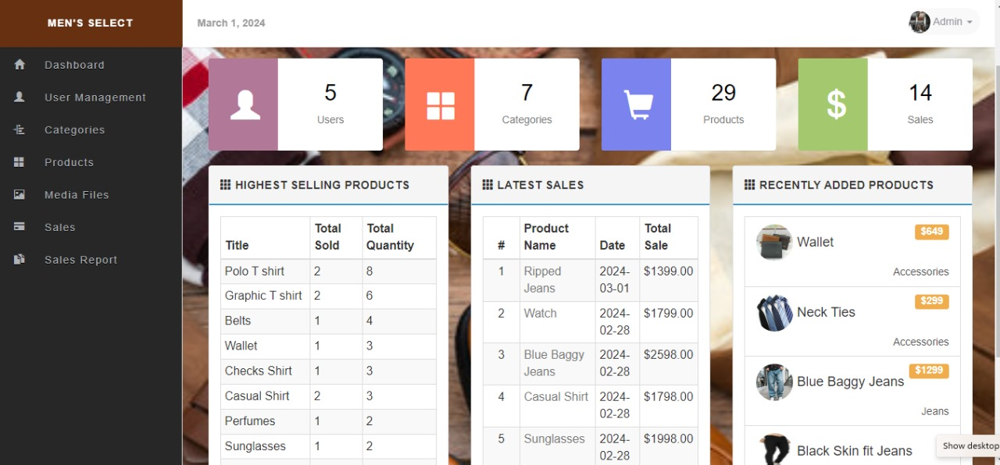 MEN'S SELECT
March 1, 2024
Admin
Dashboard
User Management
Categories
Products
Media Files
Sales
Sales Report
5
Users
7
Categories
29
Products
$
14
Sales
HIGHEST SELLING PRODUCTS
Title Total Sold Total Quantity
Polo T shirt 2 8
Graphic T shirt 2 6
Belts 1 4
Wallet 1 3
Checks Shirt 1 3
Casual Shirt 2 3
Perfumes 1 2
Sunglasses 1 2
LATEST SALES
# Product Name Date Total Sale
1 Ripped Jeans 2024-03-01 $1399.00
2 Watch 2024-02-28 $1799.00
3 Blue Baggy Jeans 2024-02-28 $2598.00
4 Casual Shirt 2024-02-28 $1798.00
5 Sunglasses 2024-02-28 $1998.00
RECENTLY ADDED PRODUCTS
Wallet $649
Accessories
Neck Ties $299
Accessories
Blue Baggy Jeans $1299
Jeans
Black Skin fit Jeans
Show desktop